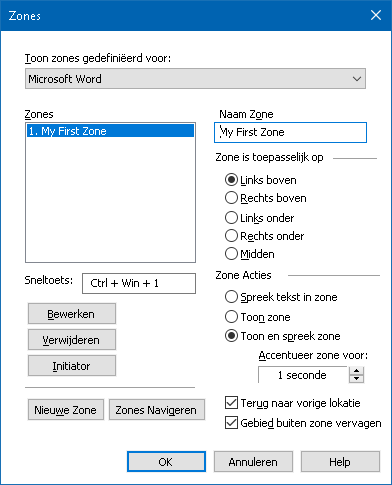 Zones
Toon zones gedefiniëerd voor:
Microsoft Word
Zones
1. My First Zone
Sneltoets:
Ctrl + Win + 1
Bewerken
Verwijderen
Initiator
Nieuwe Zone
Zones Navigeren
Naam Zone
My First Zone
Zone is toepasselijk op
Links boven
Rechts boven
Links onder
Rechts onder
Midden
Zone Acties
Spreek tekst in zone
Toon zone
Toon en spreek zone
Accentueer zone voor:
1 seconde
Terug naar vorige lokatie
Gebied buiten zone vervagen
OK
Annuleren
Help